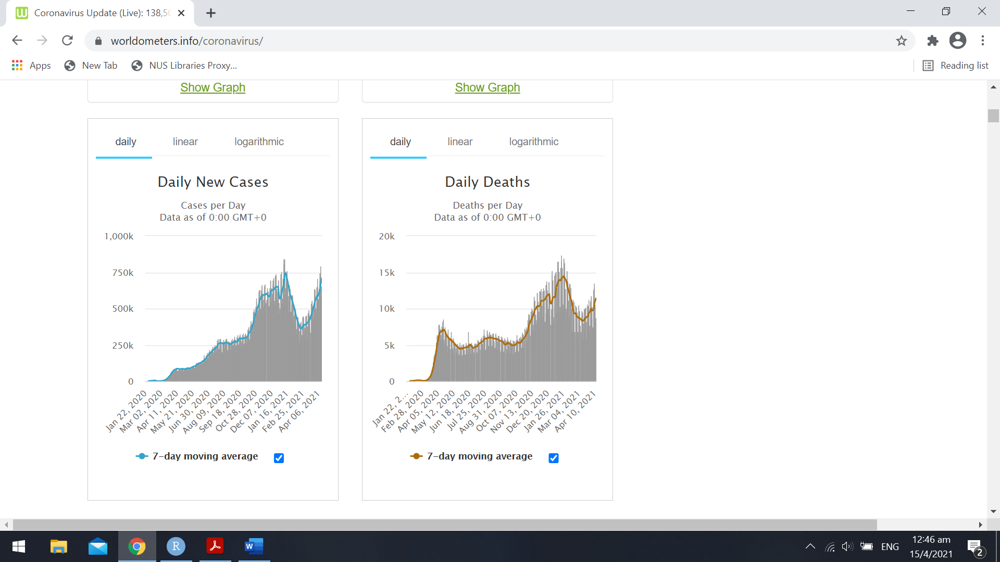 Coronavirus Update (Live): 138,50
worldometers.info/coronavirus/
Apps
New Tab
NUS Libraries Proxy...
Reading list
Show Graph
Show Graph
daily
linear
logarithmic
Daily New Cases
Cases per Day
Data as of 0:00 GMT+0
1,000k
750k
500k
250k
0
Jan 22, 2020
Mar 02, 2020
Apr 11, 2020
May 21, 2020
Jun 30, 2020
Aug 09, 2020
Sep 18, 2020
Oct 28, 2020
Dec 07, 2020
Jan 16, 2021
Feb 25, 2021
Apr 06, 2021
7-day moving average
daily
linear
logarithmic
Daily Deaths
Deaths per Day
Data as of 0:00 GMT+0
20k
15k
10k
5k
0
Jan 22, 2...
Feb 28, 2020
Apr 05, 2020
May 12, 2020
Jun 18, 2020
Jul 25, 2020
Aug 31, 2020
Oct 07, 2020
Nov 13, 2020
Dec 20, 2020
Jan 26, 2021
Mar 04, 2021
Apr 10, 2021
7-day moving average
R
W
ENG
12:46 am
15/4/2021
2